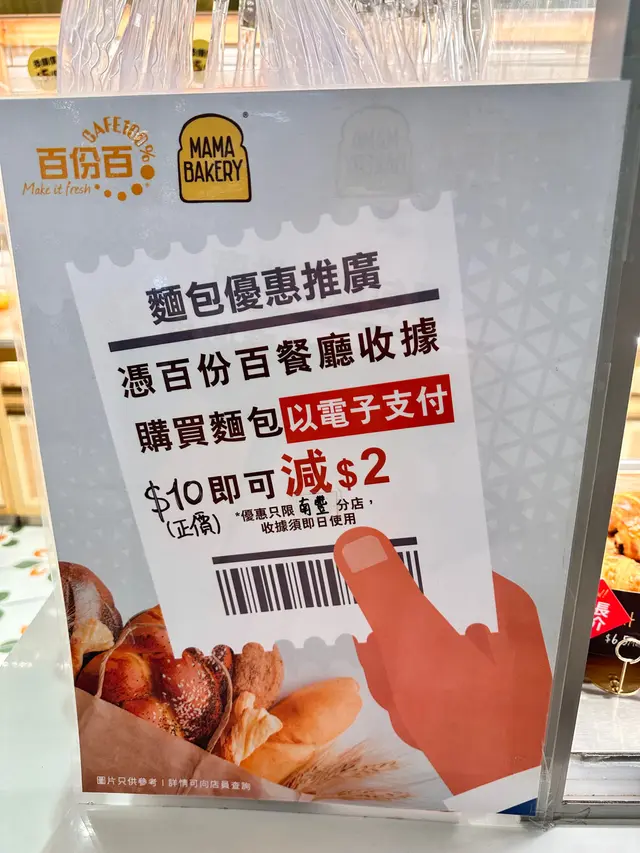 CAFE100%
百份百
Make it fresh
MAMA
BAKERY
®
麵包優惠推廣
憑百份百餐廳收據
購買麵包以電子支付
$10即可減$2
(正價)
*優惠只限南豐分店，
收據須即日使用
圖片只供參考 | 詳情可向店員查詢